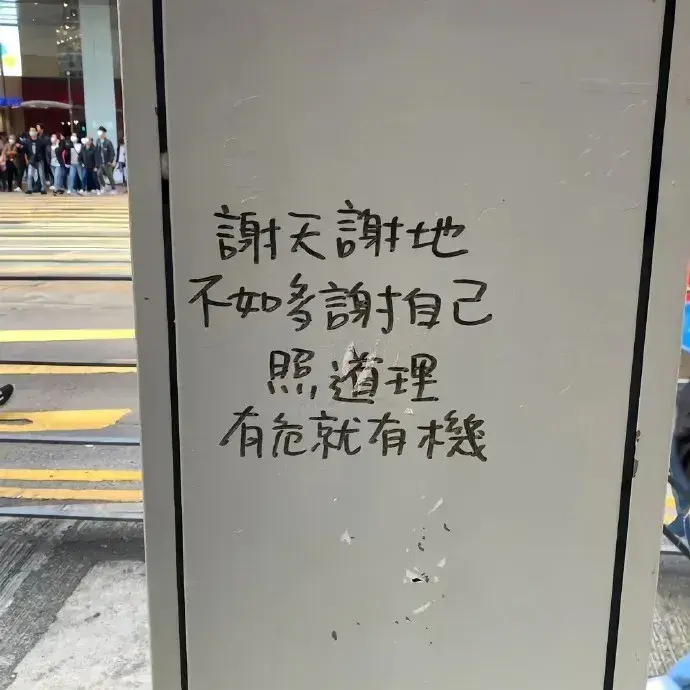 謝天謝地
不如多謝自己
照道理
有危就有機